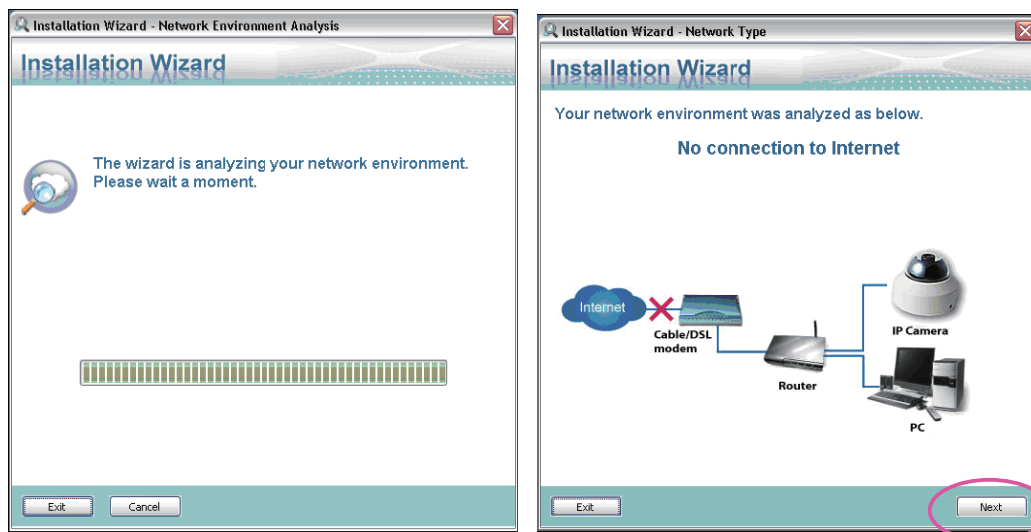 Installation Wizard - Network Environment Analysis
Installation Wizard
The wizard is analyzing your network environment.
Please wait a moment.
Exit
Cancel
Installation Wizard - Network Type
Installation Wizard
Your network environment was analyzed as below.
No connection to Internet
Internet
Cable/DSL
modem
Router
IP Camera
PC
Exit
Next